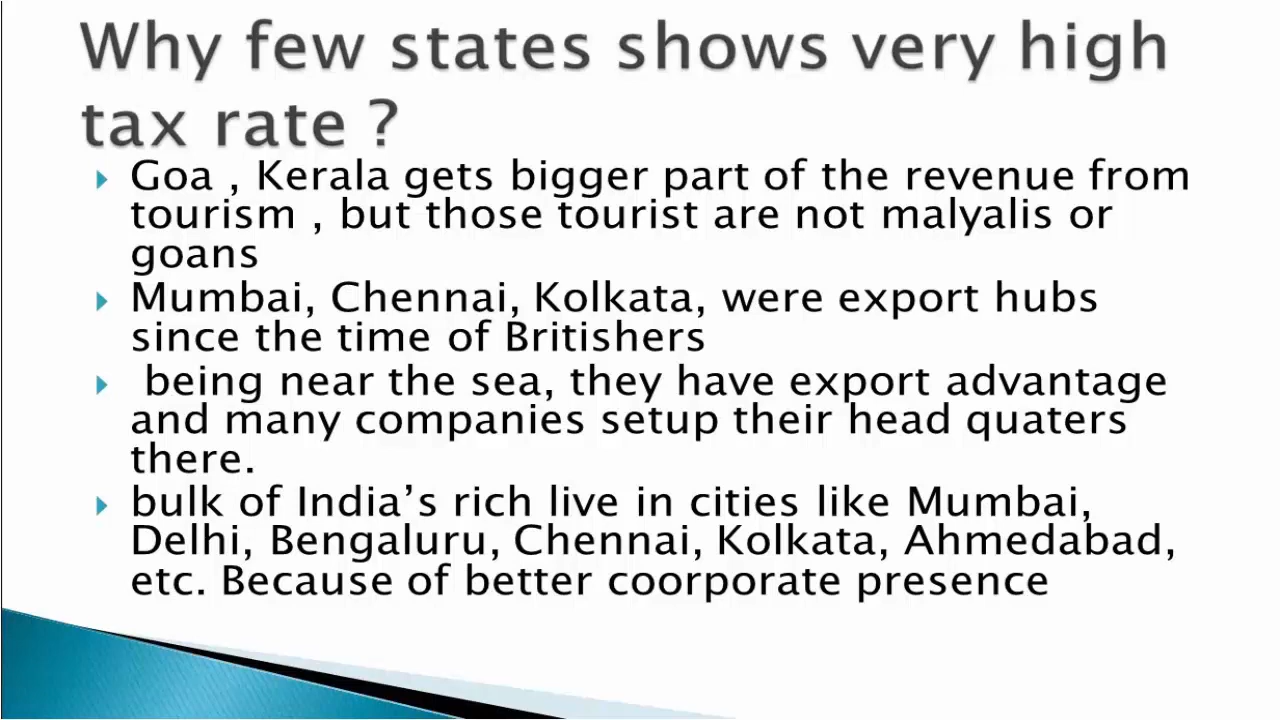 Why few states shows very high
tax rate ?
Goa , Kerala gets bigger part of the revenue from
tourism , but those tourist are not malyalis or
goans
Mumbai, Chennai, Kolkata, were export hubs
since the time of Britishers
being near the sea, they have export advantage
and many companies setup their head quaters
there.
bulk of India’s rich live in cities like Mumbai,
Delhi, Bengaluru, Chennai, Kolkata, Ahmedabad,
etc. Because of better coorporate presence